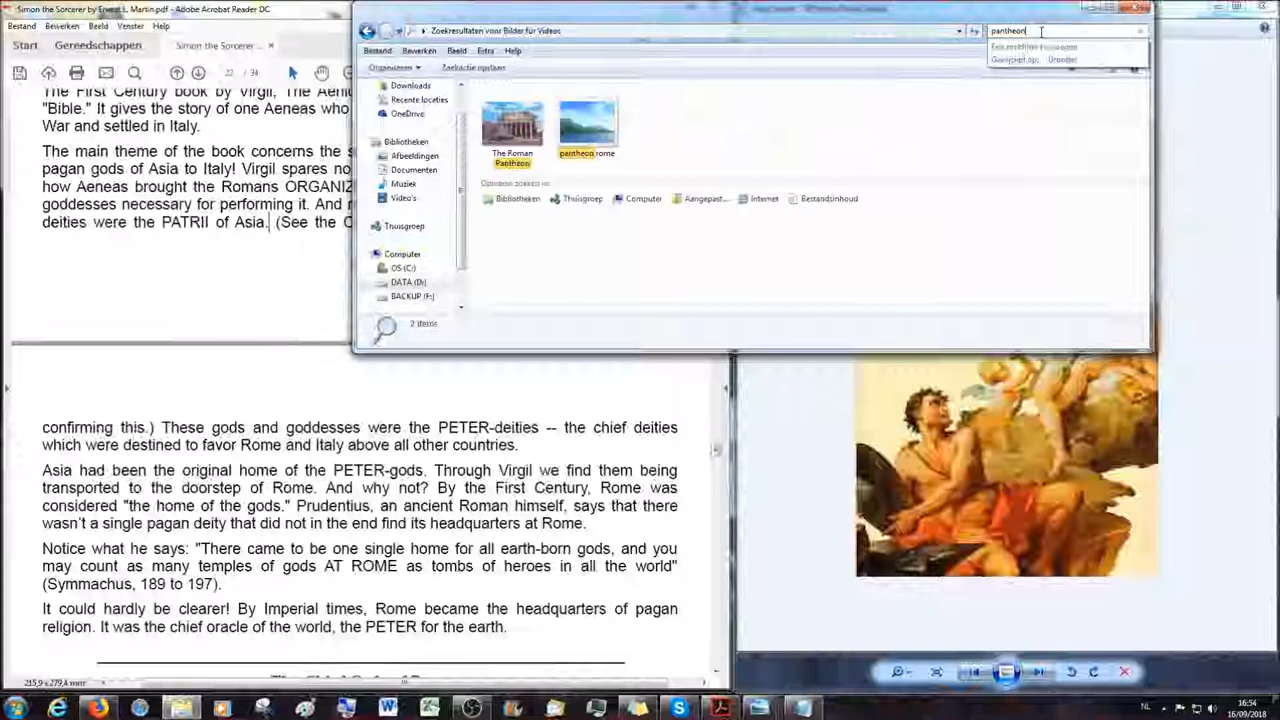 Simon the Sorcerer by Ernest L. Martin.pdf - Adobe Acrobat Reader DC
Bestand Bewerken Beeld Venster Help
Start Gereedschappen Simon the Sorcerer ... ×
22 / 34
The First Century book by Virgil, The
"Bible." It gives the story of one Aeneas who
War and settled in Italy.
The main theme of the book concerns the
pagan gods of Asia to Italy! Virgil spares no
how Aeneas brought the Romans ORGANIZ
goddesses necessary for performing it. And
deities were the PATRII of Asia. (See the
Zoekresultaten voor Bilder für Videos
pantheon
Bestand Bewerken Beeld Extra Help
Organiseren Zoekactie opslaan
Downloads
Recente locaties
OneDrive
Bibliotheken
Afbeeldingen
Documenten
Muziek
Video's
Thuisgroep
Computer
OS (C:)
DATA (D:)
BACKUP (F:)
The Roman
Pantheon
pantheon rome
Opnieuw zoeken in:
Bibliotheken Thuisgroep Computer Aangepast... Internet Bestandsinhoud
2 items
confirming this.) These gods and goddesses were the PETER-deities -- the chief deities
which were destined to favor Rome and Italy above all other countries.
Asia had been the original home of the PETER-gods. Through Virgil we find them being
transported to the doorstep of Rome. And why not? By the First Century, Rome was
considered "the home of the gods." Prudentius, an ancient Roman himself, says that there
wasn't a single pagan deity that did not in the end find its headquarters at Rome.
Notice what he says: "There came to be one single home for all earth-born gods, and you
may count as many temples of gods AT ROME as tombs of heroes in all the world"
(Symmachus, 189 to 197).
It could hardly be clearer! By Imperial times, Rome became the headquarters of pagan
religion. It was the chief oracle of the world, the PETER for the earth.
215,9 x 279,4 mm
NL
16:54
16/09/2018